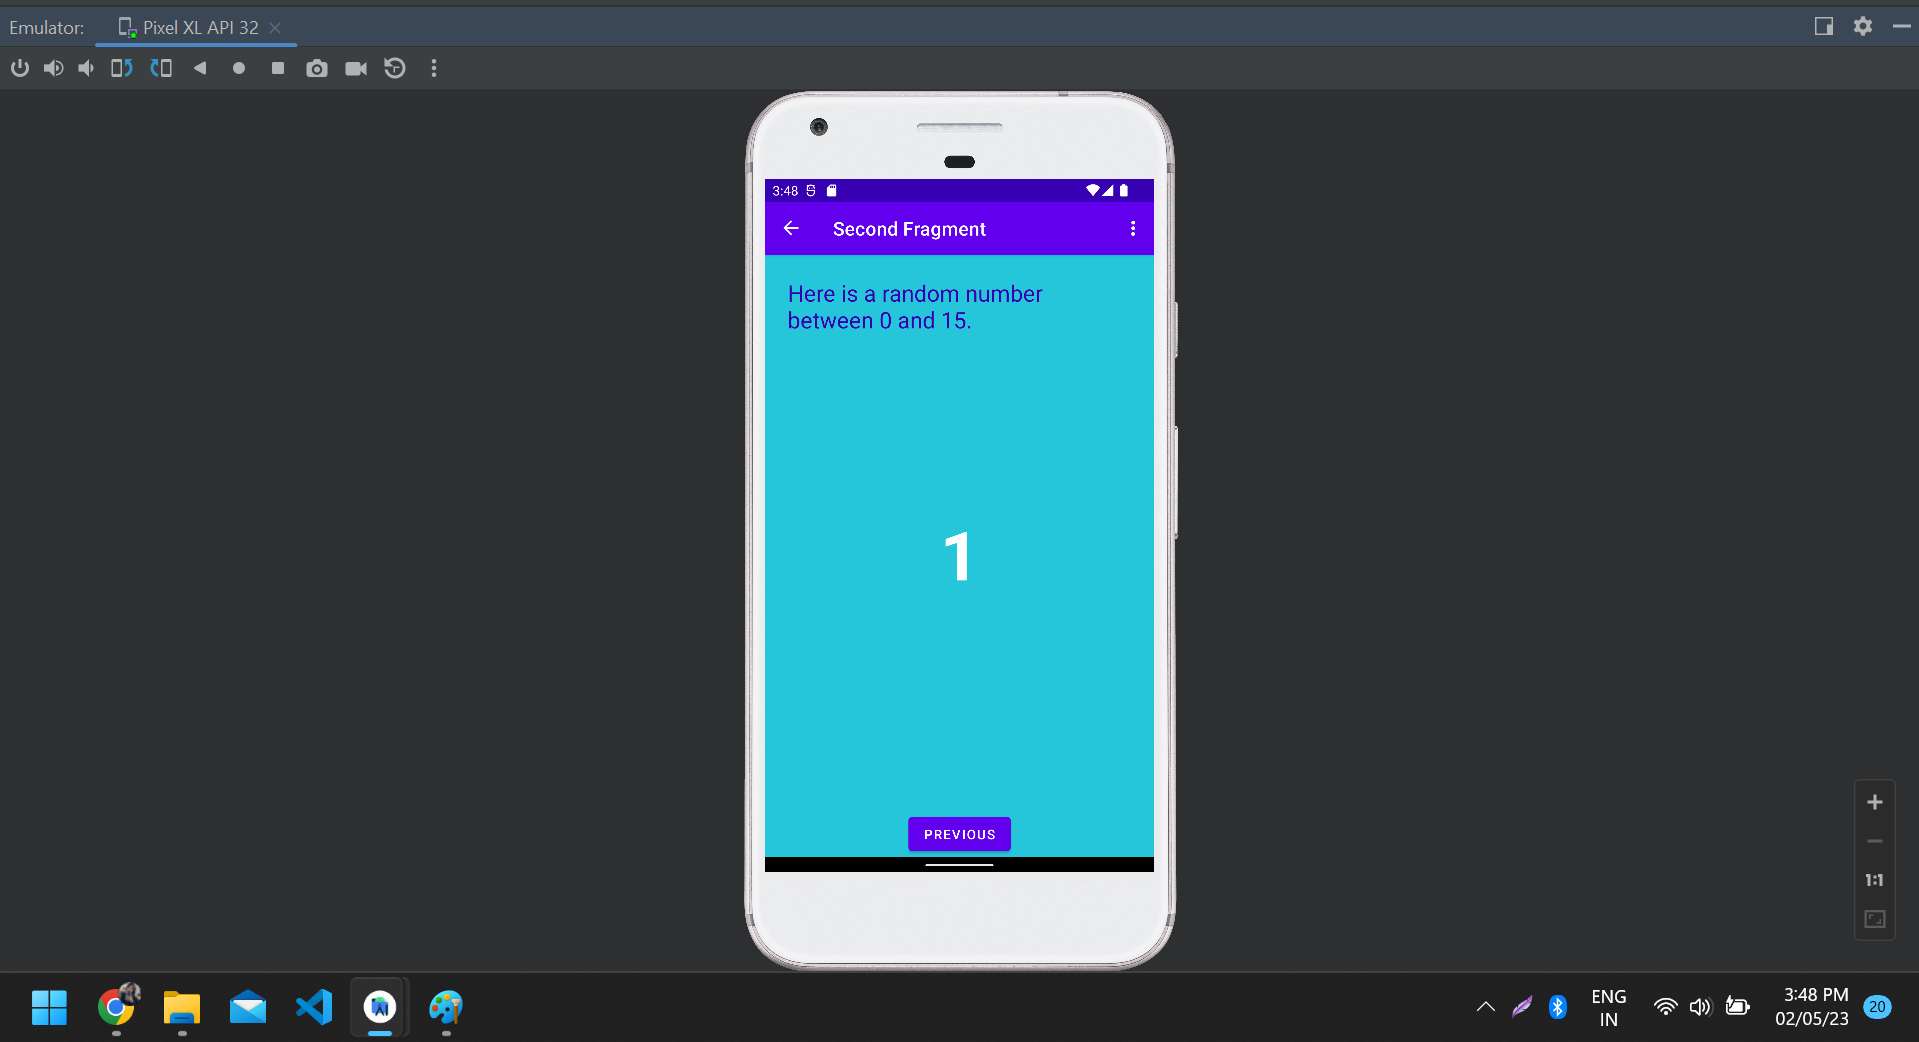 Emulator:
Pixel XL API 32
3:48
Second Fragment
Here is a random number
between 0 and 15.
1
PREVIOUS
1:1
ENG
IN
3:48 PM
02/05/23
20